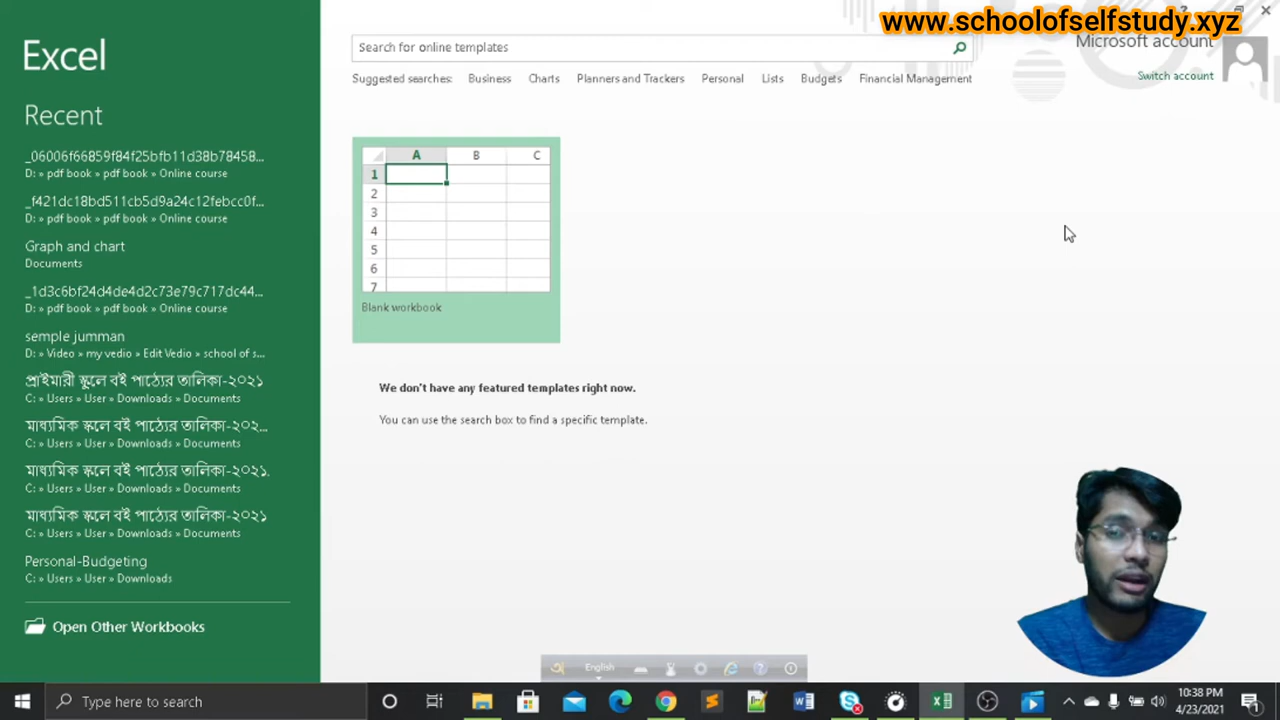 www.schoolofselfstudy.xyz
Excel
Search for online templates
Microsoft account
Switch account
Suggested searches: Business Charts Planners and Trackers Personal Lists Budgets Financial Management
Recent
_06006f66859f84f25bfb11d38b78458...
D: » pdf book » pdf book » Online course
_f421dc18bd511cb5d9a24c12febcc0f...
D: » pdf book » pdf book » Online course
Graph and chart
Documents
_1d3c6bf24d4de4d2c73e79c717dc44...
D: » pdf book » pdf book » Online course
semple jumman
D: » Video » my vedio » Edit Vedio » school of s...
প্রাইমারী স্কুলে বই পাঠ্যের তালিকা-২০২১
C: » Users » User » Downloads » Documents
মাধ্যমিক স্কলে বই পাঠ্যের তালিকা-২০২...
C: » Users » User » Downloads » Documents
মাধ্যমিক স্কলে বই পাঠ্যের তালিকা-২০২১.
C: » Users » User » Downloads » Documents
মাধ্যমিক স্কলে বই পাঠ্যের তালিকা-২০২১
C: » Users » User » Downloads » Documents
Personal-Budgeting
C: » Users » User » Downloads
Open Other Workbooks
A B C
1
2
3
4
5
6
7
Blank workbook
We don't have any featured templates right now.
You can use the search box to find a specific template.
English
Type here to search
10:38 PM
4/23/2021